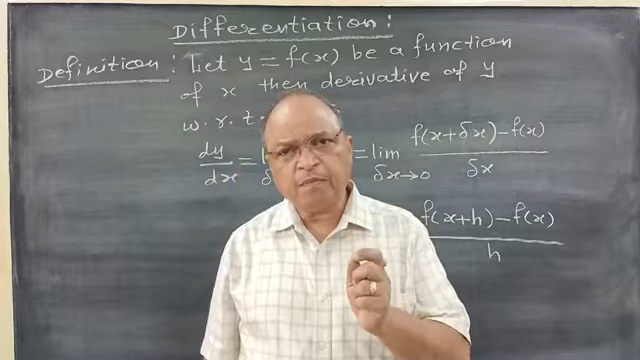 Differentiation:
Definition: Let y = f(x) be a function
of x then derivative of y
w.r.t.
dy/dx = = lim δx→0 f(x+δx)-f(x)/δx
f(x+h)-f(x)/h